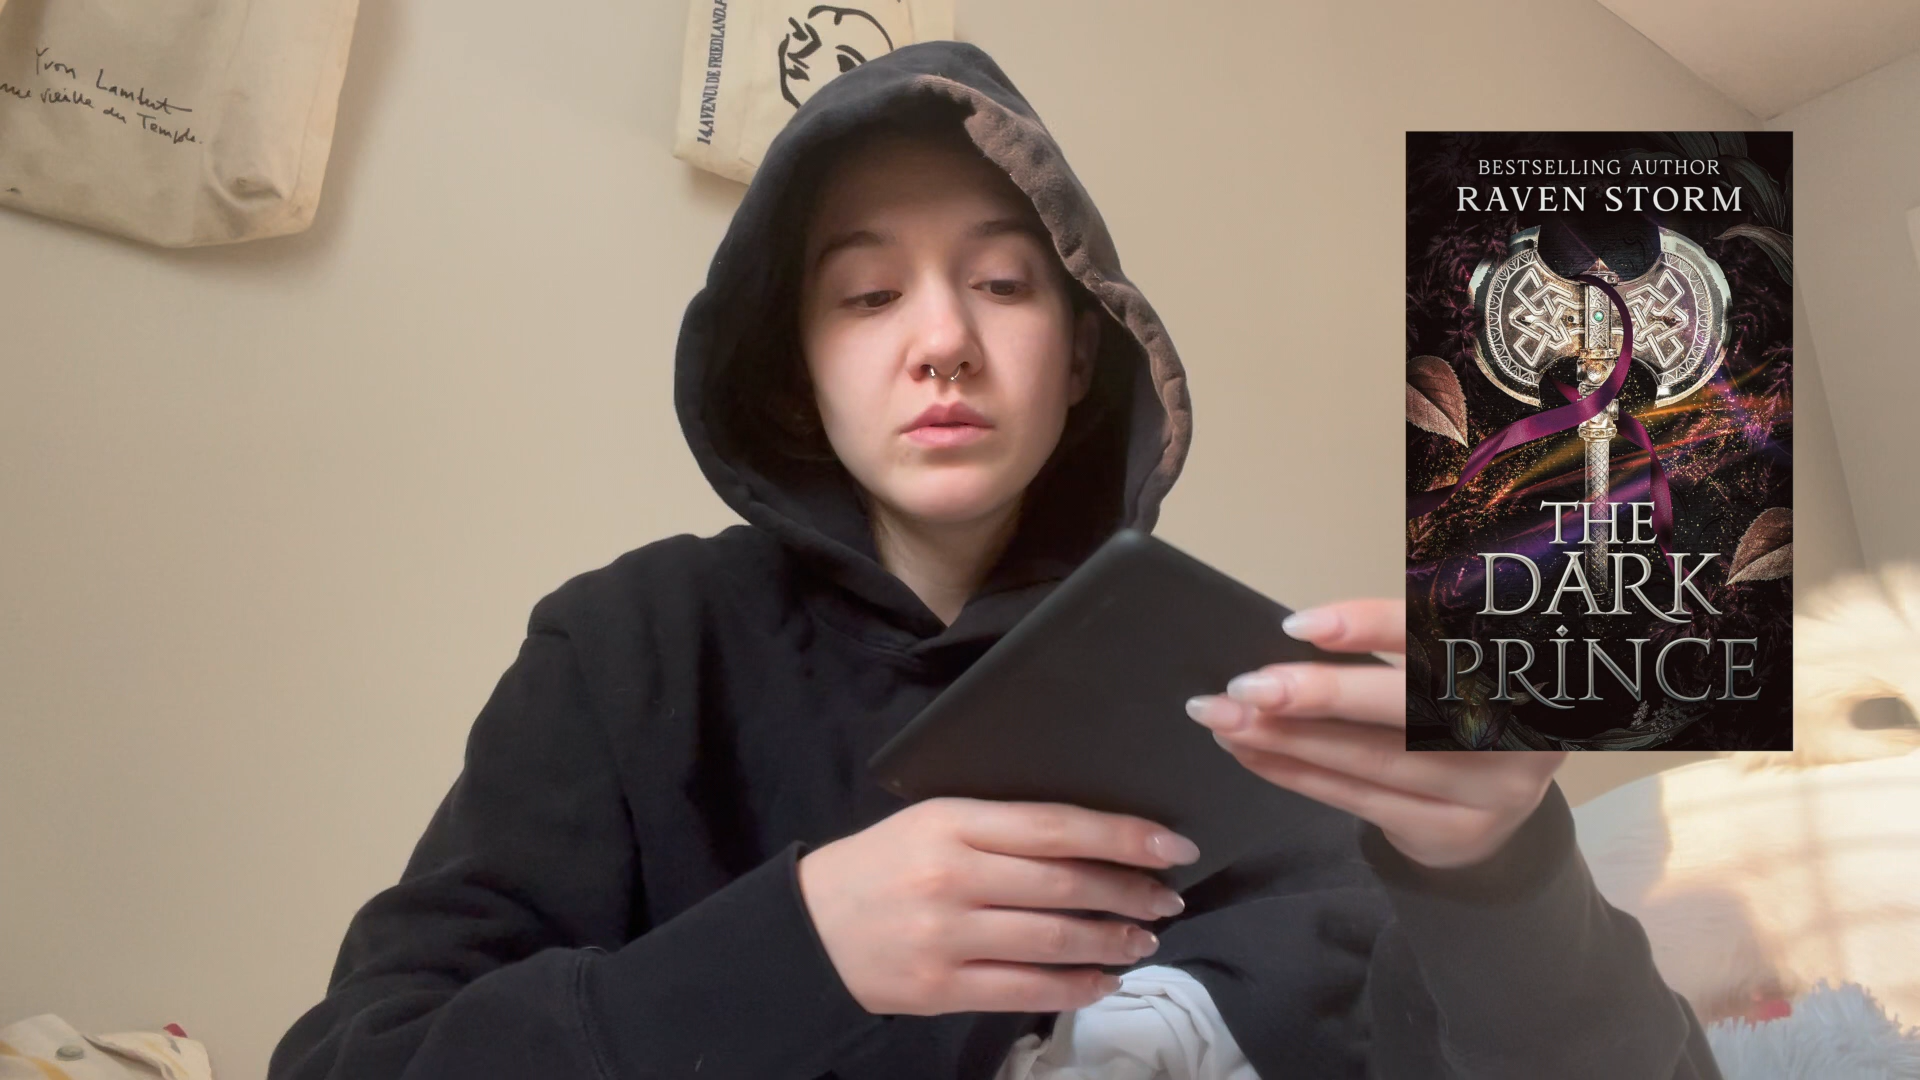 Yvon Lambert
vieille du Temple.
14, AVENUE DE FRIEDLAND,
BESTSELLING AUTHOR
RAVEN STORM
THE
DARK
PRINCE